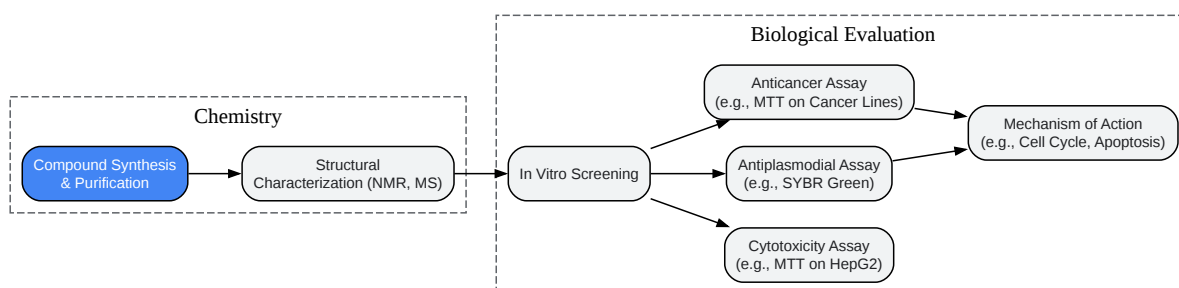 Chemistry
Compound Synthesis
& Purification
Structural
Characterization (NMR, MS)
Biological Evaluation
In Vitro Screening
Anticancer Assay
(e.g., MTT on Cancer Lines)
Antiplasmodial Assay
(e.g., SYBR Green)
Cytotoxicity Assay
(e.g., MTT on HepG2)
Mechanism of Action
(e.g., Cell Cycle, Apoptosis)